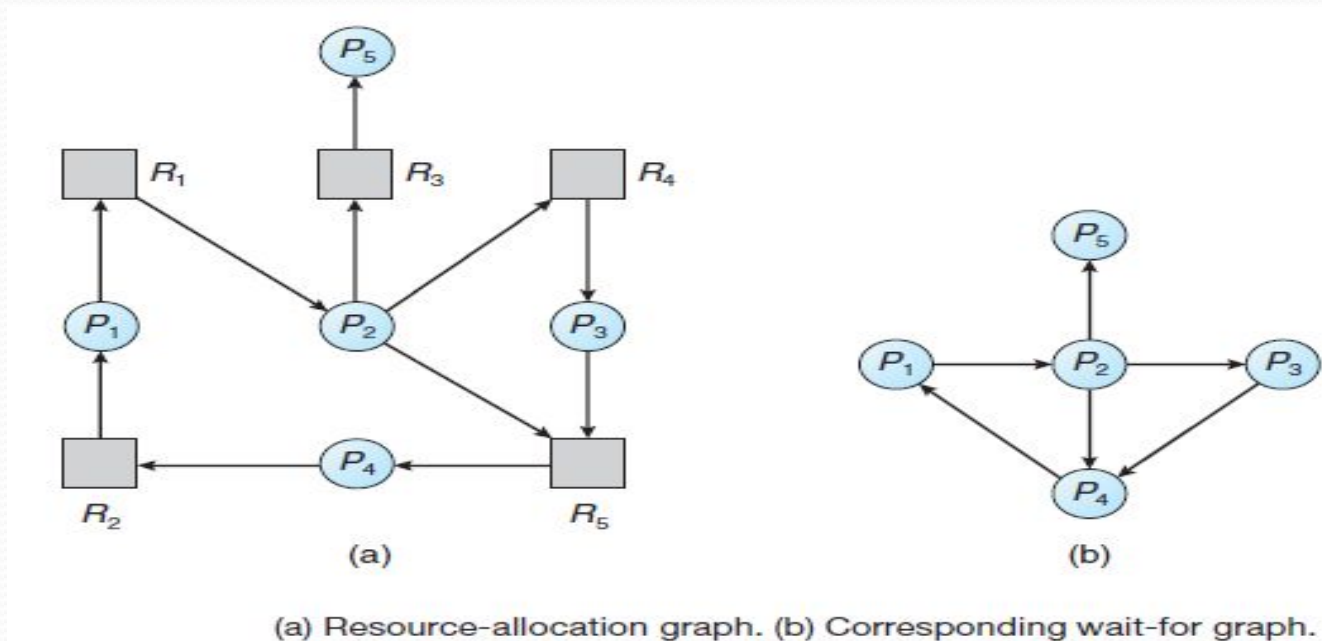 P₅
R₁
R₃
R₄
P₅
P₁
P₂
P₃
P₁
P₂
P₃
P₄
P₄
R₂
R₅
(a)
(b)
(a) Resource-allocation graph. (b) Corresponding wait-for graph.